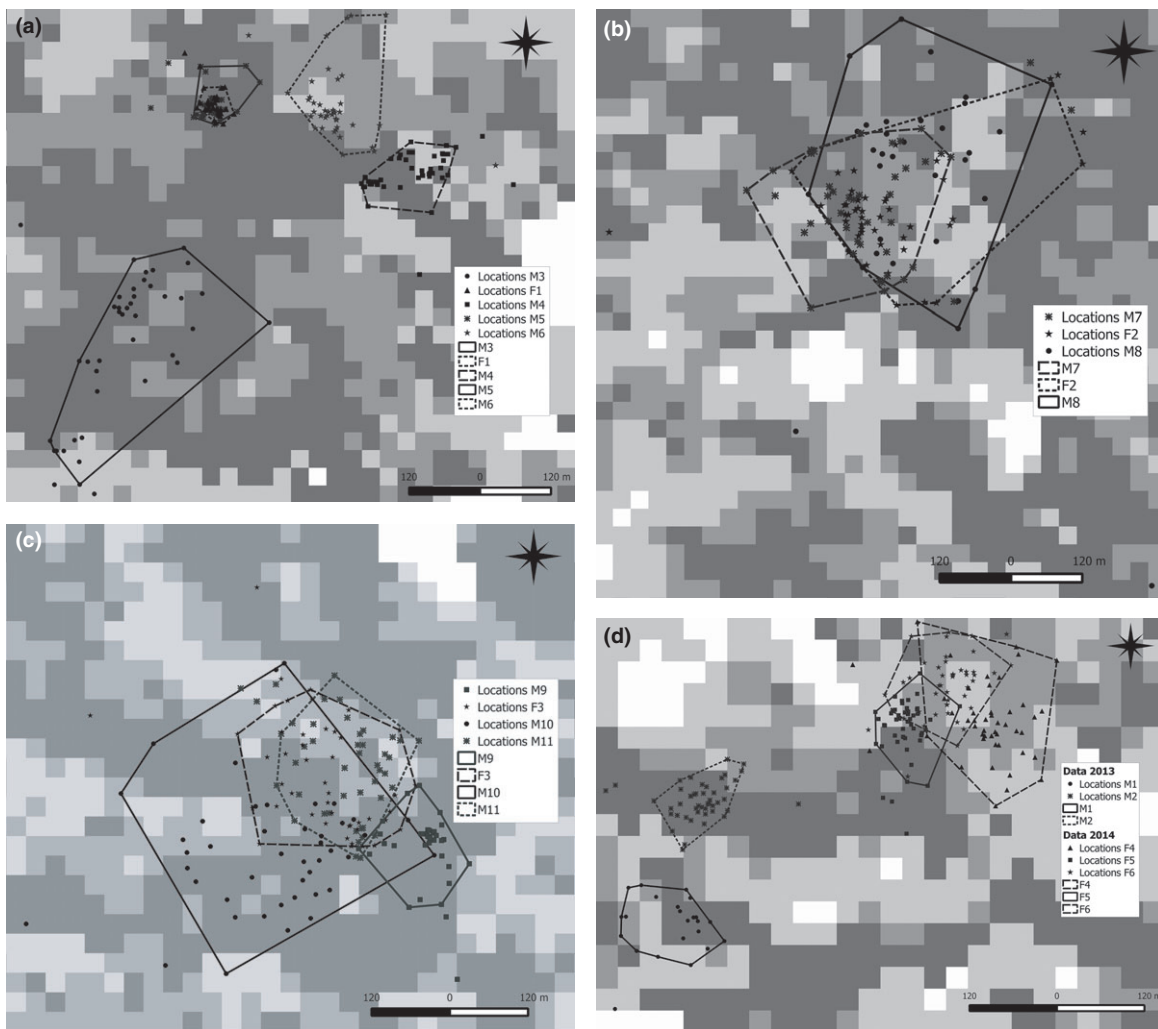 (a)
Locations M3
Locations F1
Locations M4
Locations M5
Locations M6
M3
F1
M4
M5
M6
120 0 120 m
(b)
Locations M7
Locations F2
Locations M8
M7
F2
M8
120 0 120 m
(c)
Locations M9
Locations F3
Locations M10
Locations M11
M9
F3
M10
M11
120 0 120 m
(d)
Data 2013
Locations M1
Locations M2
M1
M2
Data 2014
Locations F4
Locations F5
Locations F6
F4
F5
F6
120 0 120 m